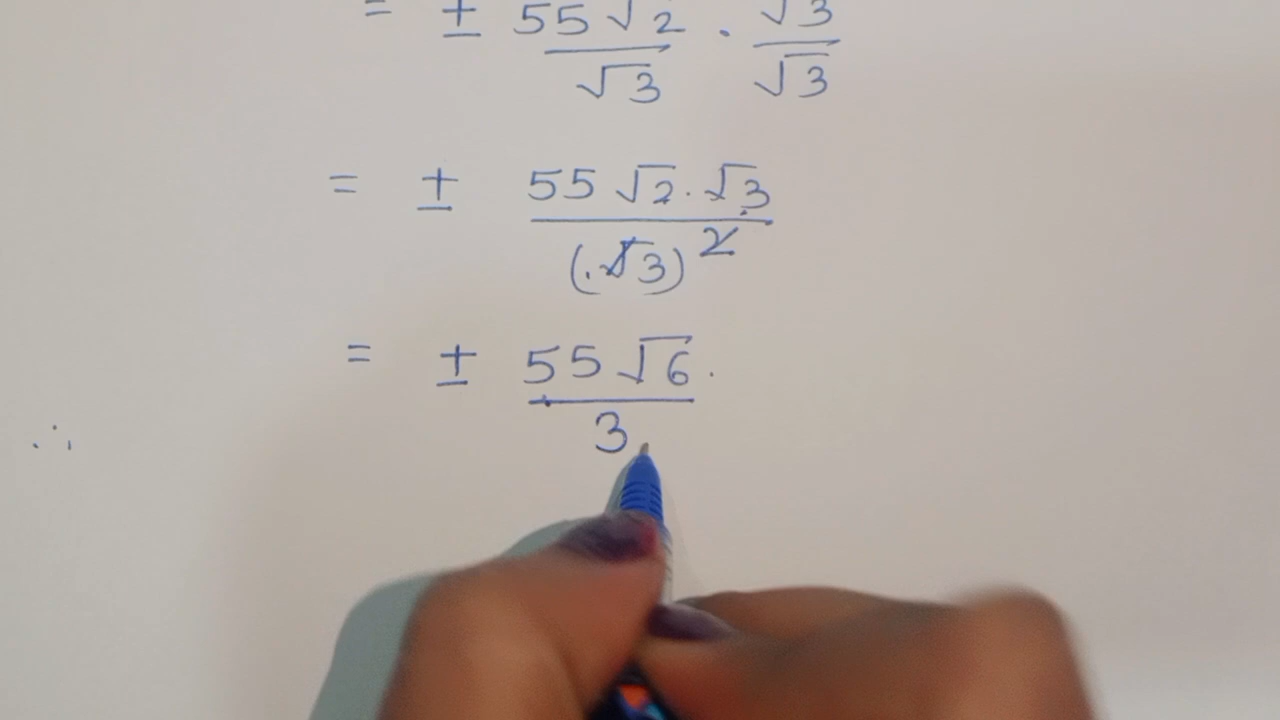 = ± 55√2/√3 · √3/√3
= ± 55√2·√3/(√3)²
= ± 55√6/3
∴